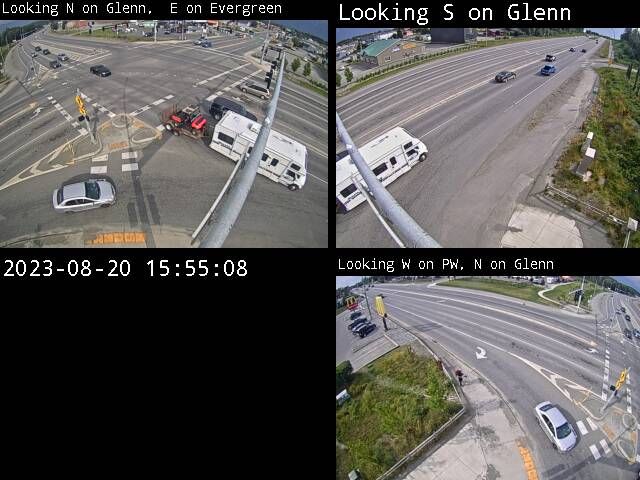 Looking N on Glenn,  E on Evergreen
Looking S on Glenn
2023-08-20 15:55:08
Looking W on PW, N on Glenn